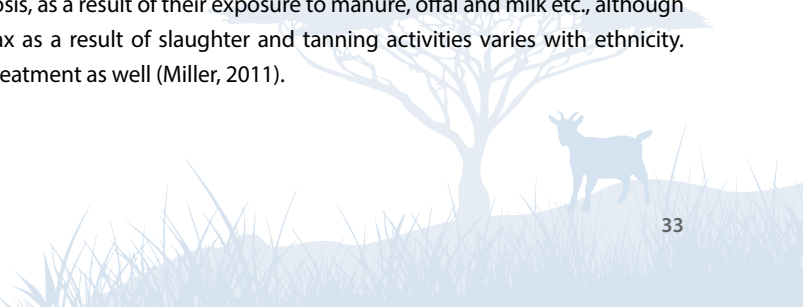 osis, as a result of their exposure to manure, offal and milk etc., although
ax as a result of slaughter and tanning activities varies with ethnicity.
reatment as well (Miller, 2011).
33